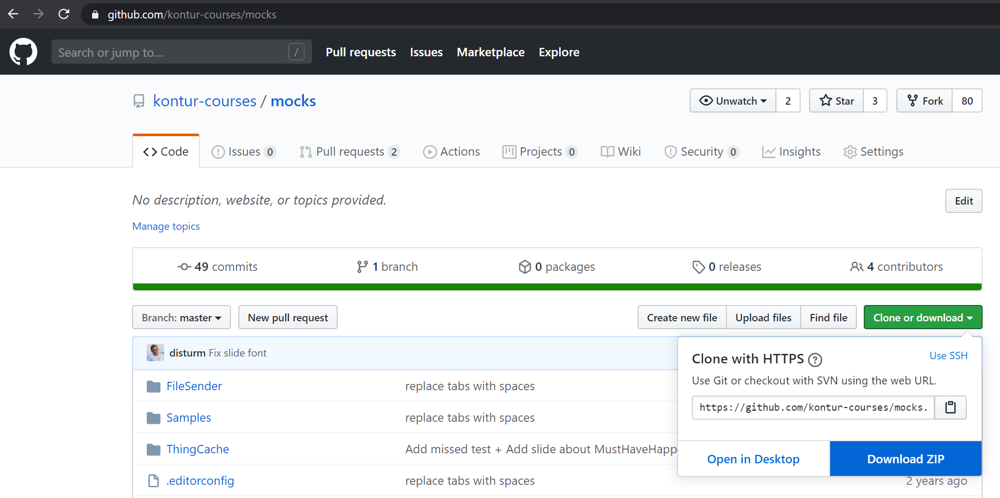 github.com/kontur-courses/mocks
Search or jump to... /
Pull requests Issues Marketplace Explore
kontur-courses / mocks
Unwatch 2 Star 3 Fork 80
Code Issues 0 Pull requests 2 Actions Projects 0 Wiki Security 0 Insights Settings
No description, website, or topics provided.
Edit
Manage topics
49 commits 1 branch 0 packages 0 releases 4 contributors
Branch: master New pull request Create new file Upload files Find file Clone or download
disturm Fix slide font
Clone with HTTPS ?
Use SSH
Use Git or checkout with SVN using the web URL.
https://github.com/kontur-courses/mocks.
Open in Desktop Download ZIP
FileSender replace tabs with spaces
Samples replace tabs with spaces
ThingCache Add missed test + Add slide about MustHaveHapp
.editorconfig replace tabs with spaces 2 years ago